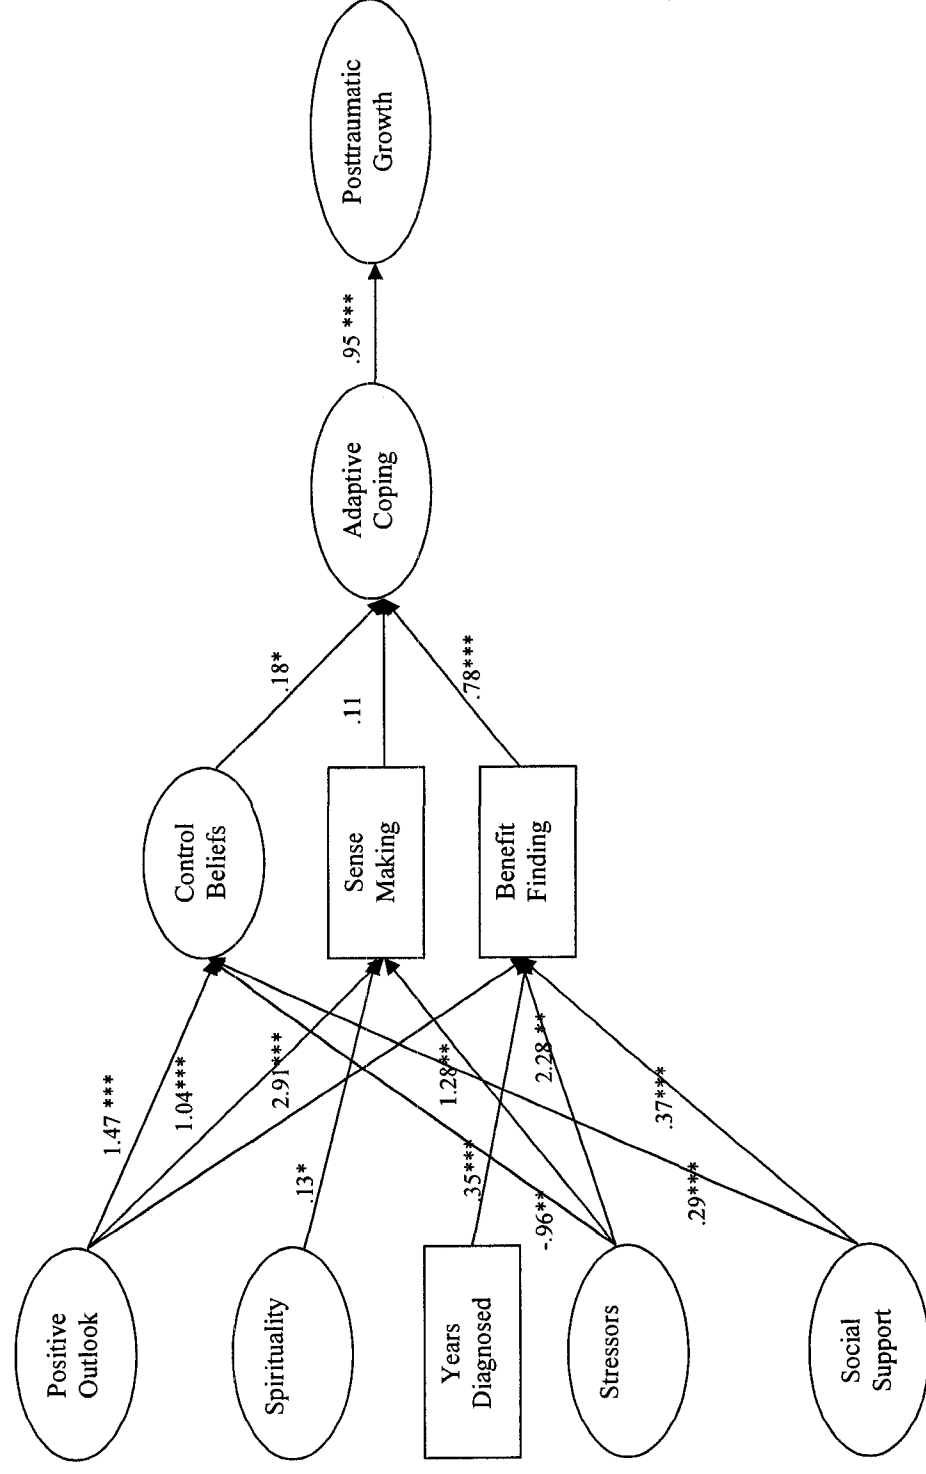 Positive
Outlook
Spirituality
Years
Diagnosed
Stressors
Social
Support
1.47 ***
1.04***
2.91***
.13*
.35***
-.96**
1.28**
2.28 **
.29***
.37***
Control
Beliefs
Sense
Making
Benefit
Finding
.18*
.11
.78***
Adaptive
Coping
.95 ***
Posttraumatic
Growth